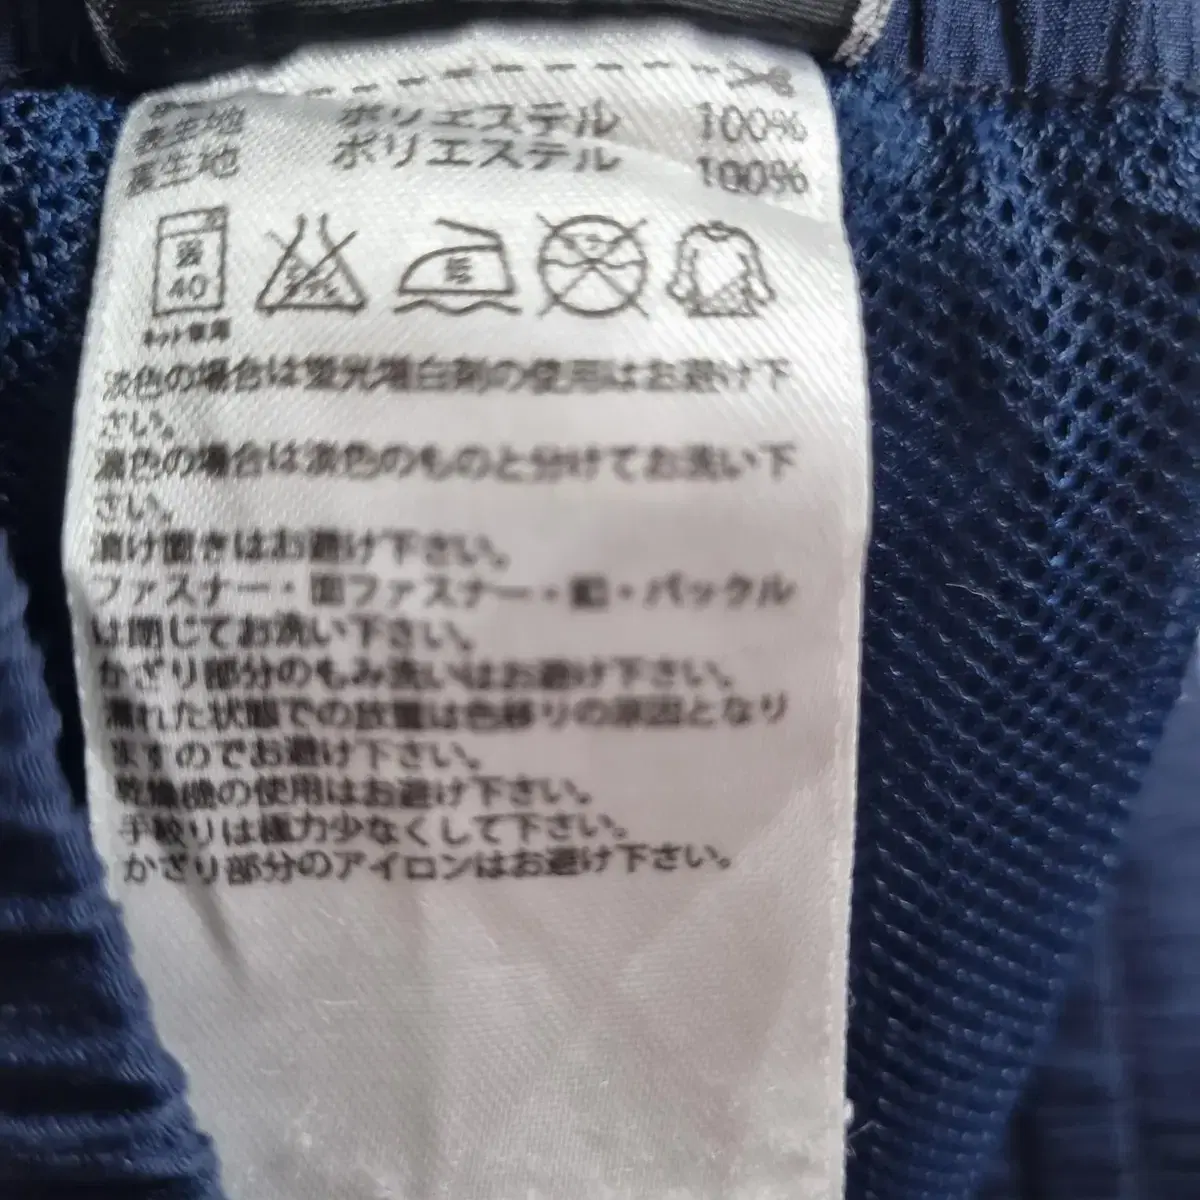 表生地 ポリエステル 100%
裏生地 ポリエステル 100%
弱
40
ネット使用
淡色の場合は蛍光増白剤の使用はお避け下
さい。
濃色の場合は淡色のものと分けてお洗い下
さい。
漬け置きはお避け下さい。
ファスナー・面ファスナー・釦・バックル
は閉じてお洗い下さい。
かざり部分のもみ洗いはお避け下さい。
濡れた状態での放置は色移りの原因となり
ますのでお避け下さい。
乾燥機の使用はお避け下さい。
手絞りは極力少なくして下さい。
かざり部分のアイロンはお避け下さい。